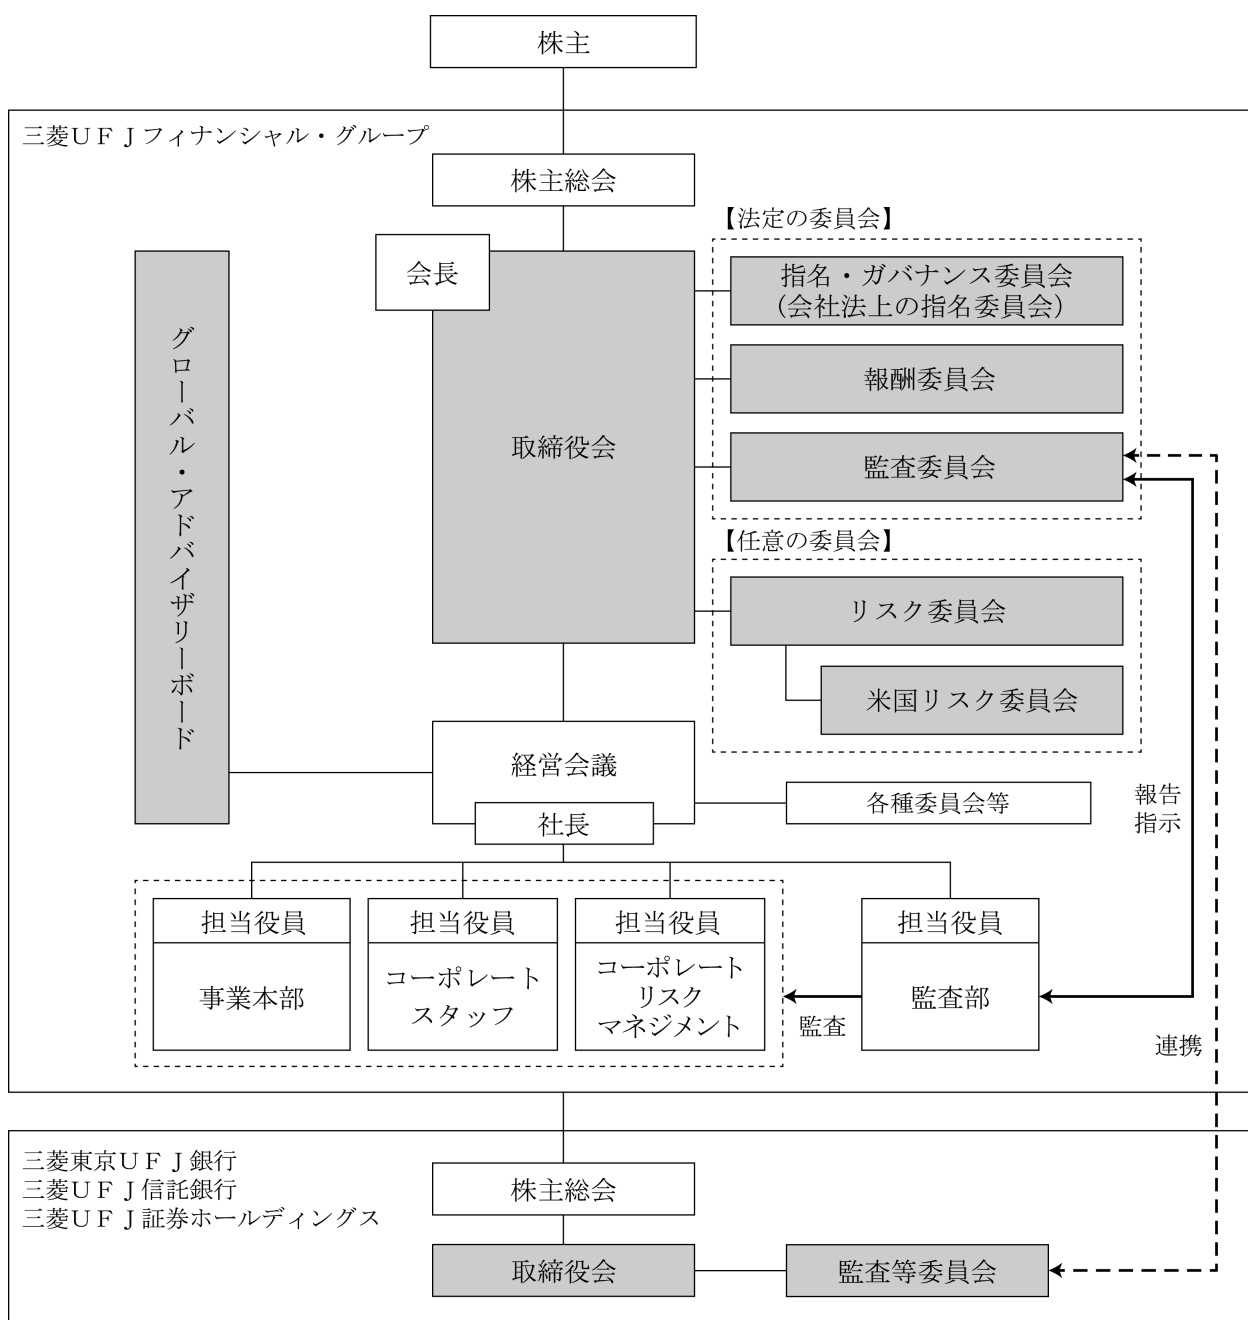 株主
三菱ＵＦＪフィナンシャル・グループ
株主総会
【法定の委員会】
会長
指名・ガバナンス委員会
（会社法上の指名委員会）
報酬委員会
取締役会
監査委員会
グローバル・アドバイザリーボード
【任意の委員会】
リスク委員会
米国リスク委員会
経営会議
社長
各種委員会等
報告
指示
担当役員
事業本部
担当役員
コーポレート
スタッフ
担当役員
コーポレート
リスク
マネジメント
監査
担当役員
監査部
連携
三菱東京ＵＦＪ銀行
三菱ＵＦＪ信託銀行
三菱ＵＦＪ証券ホールディングス
株主総会
取締役会
監査等委員会